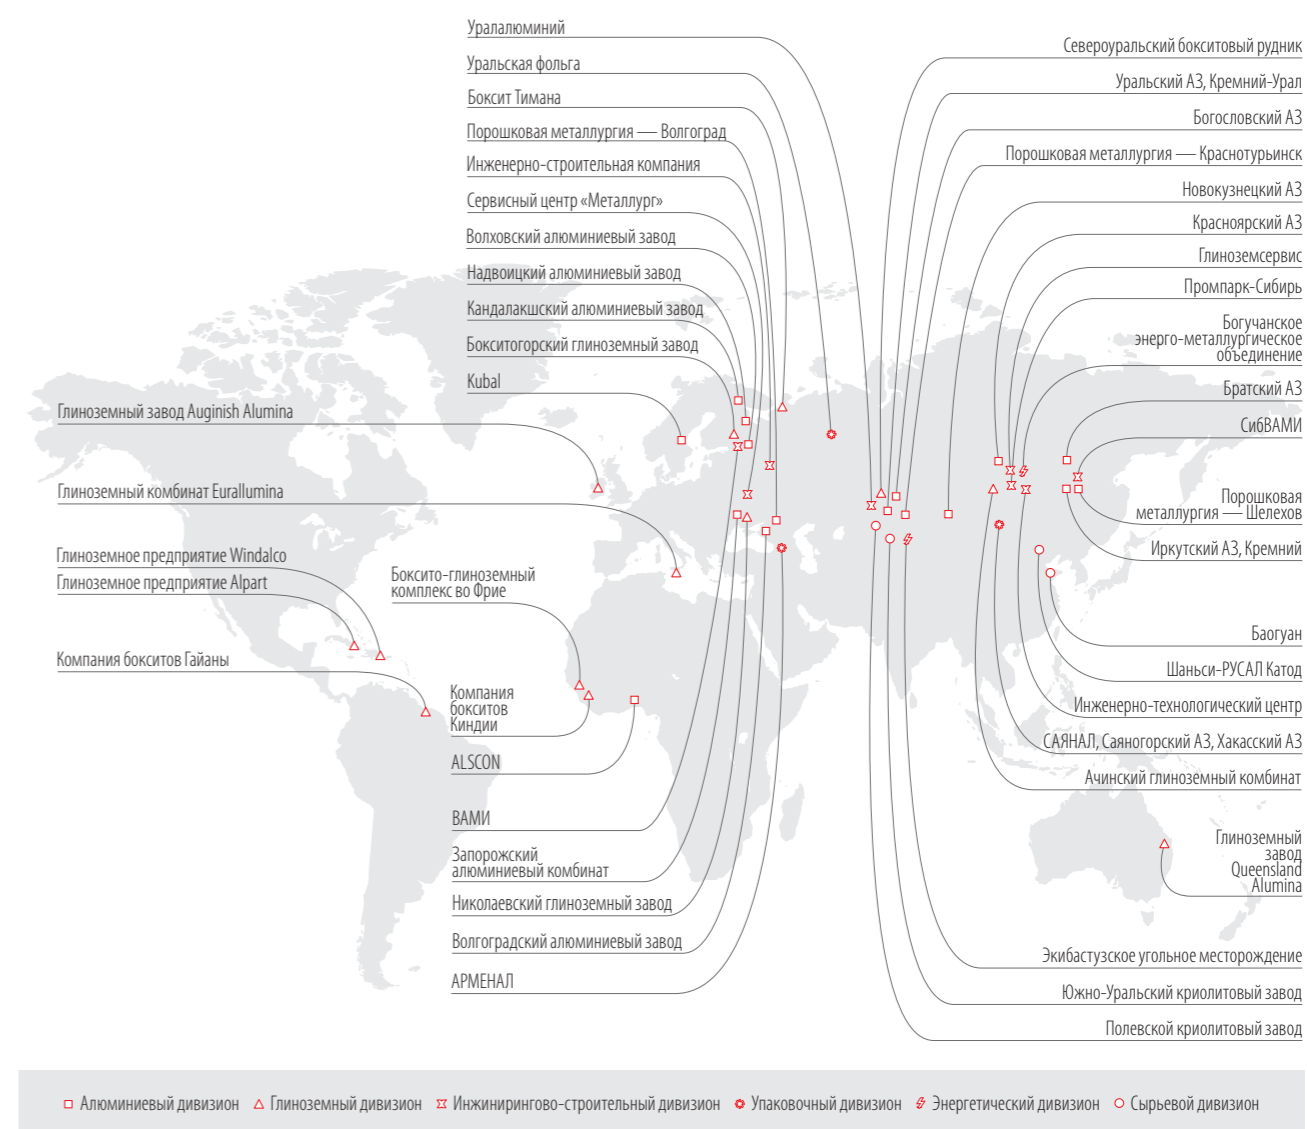 Уралалюминий
Уральская фольга
Боксит Тимана
Порошковая металлургия — Волгоград
Инженерно-строительная компания
Сервисный центр «Металлург»
Волховский алюминиевый завод
Надвоицкий алюминиевый завод
Кандалакшский алюминиевый завод
Бокситогорский глиноземный завод
Kubal
Глиноземный завод Auginish Alumina
Глиноземный комбинат Eurallumina
Глиноземное предприятие Windalco
Глиноземное предприятие Alpart
Компания бокситов Гайаны
Боксито-глиноземный
комплекс во Фрие
Компания
бокситов
Киндии
ALSCON
ВАМИ
Запорожский
алюминиевый комбинат
Николаевский глиноземный завод
Волгоградский алюминиевый завод
АРМЕНАЛ
Североуральский бокситовый рудник
Уральский АЗ, Кремний-Урал
Богословский АЗ
Порошковая металлургия — Краснотурьинск
Новокузнецкий АЗ
Красноярский АЗ
Глиноземсервис
Промпарк-Сибирь
Богучанское
энерго-металлургическое
объединение
Братский АЗ
СибВАМИ
Порошковая
металлургия — Шелехов
Иркутский АЗ, Кремний
Баогуан
Шаньси-РУСАЛ Катод
Инженерно-технологический центр
САЯНАЛ, Саяногорский АЗ, Хакасский АЗ
Ачинский глиноземный комбинат
Глиноземный
завод
Queensland
Alumina
Экибастузское угольное месторождение
Южно-Уральский криолитовый завод
Полевской криолитовый завод
Алюминиевый дивизион Глиноземный дивизион Инжинирингово-строительный дивизион Упаковочный дивизион Энергетический дивизион Сырьевой дивизион